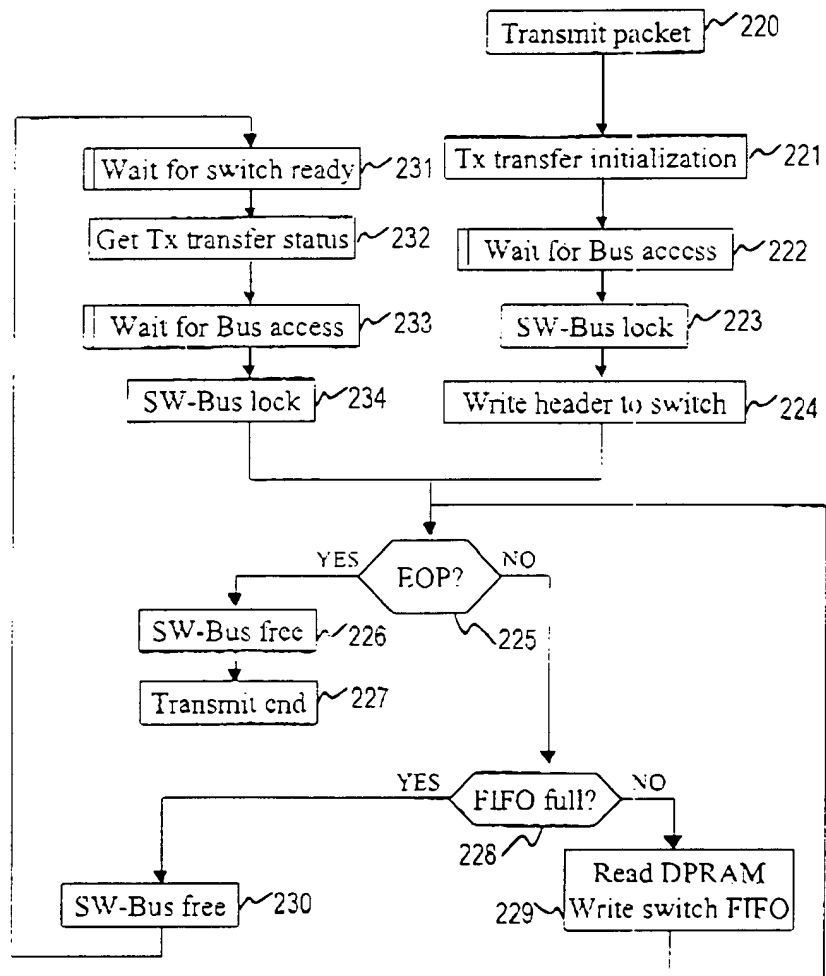 Transmit packet 220
Tx transfer initialization 221
Wait for Bus access 222
SW-Bus lock 223
Write header to switch 224
Wait for switch ready 231
Get Tx transfer status 232
Wait for Bus access 233
SW-Bus lock 234
YES EOP? NO
225
SW-Bus free 226
Transmit end 227
YES FIFO full? NO
228
Read DPRAM
229 Write switch FIFO
SW-Bus free 230